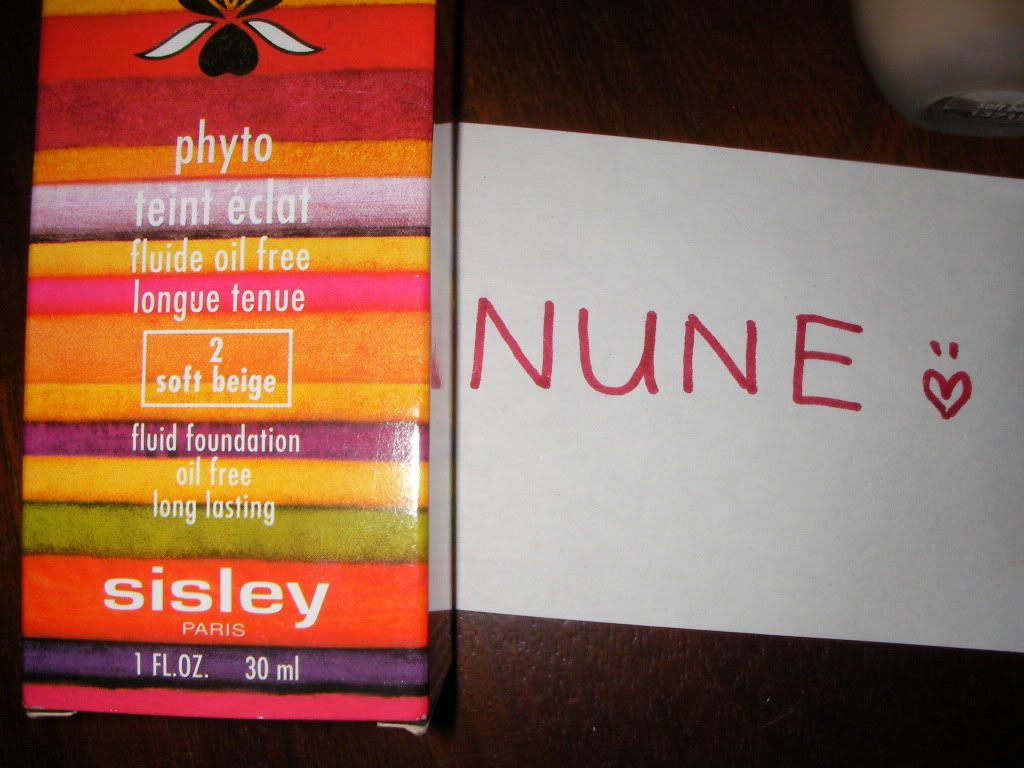 phyto
teint éclat
fluide oil free
longue tenue
2
soft beige
fluid foundation
oil free
long lasting
sisley
PARIS
1 FL.OZ. 30 ml
NUNE